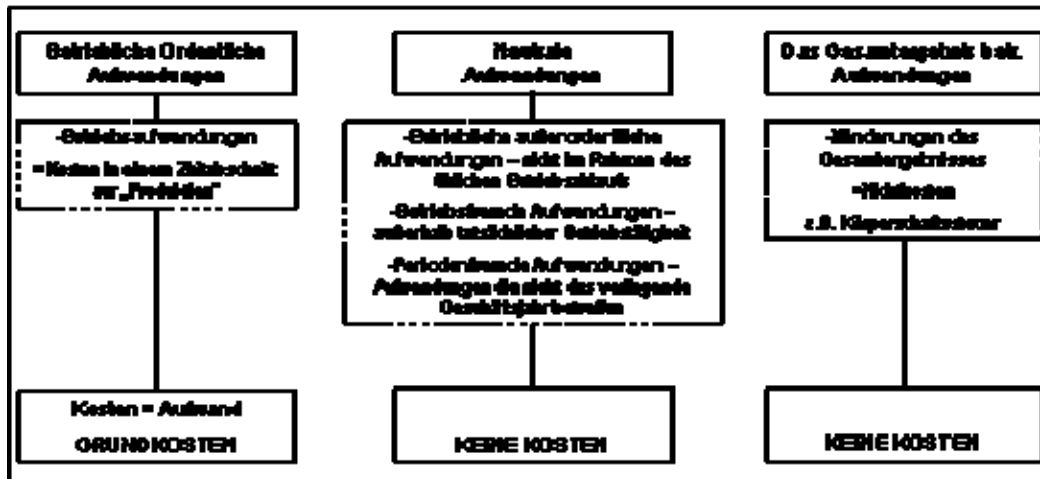 Betriebliche Ordentliche
Aufwendungen
-Betriebsaufwendungen
= Kosten in einem Zeitabschnitt
zur „Produktion“
Kosten = Aufwand
GRUNDKOSTEN
Neutrale
Aufwendungen
-Betriebliche außerordentliche
Aufwendungen – nicht im Rahmen des
üblichen Betriebsablaufs
-Betriebsfremde Aufwendungen –
außerhalb tatsächlicher Betriebstätigkeit
-Periodenfremde Aufwendungen –
Aufwendungen die nicht das vorliegende
Geschäftsjahr betreffen
KEINE KOSTEN
Das Gesamtergebnis
Aufwendungen
-Minderungen des
Gesamtergebnisses
=Nichtkosten
z.B. Körperschaftssteuer
KEINE KOSTEN